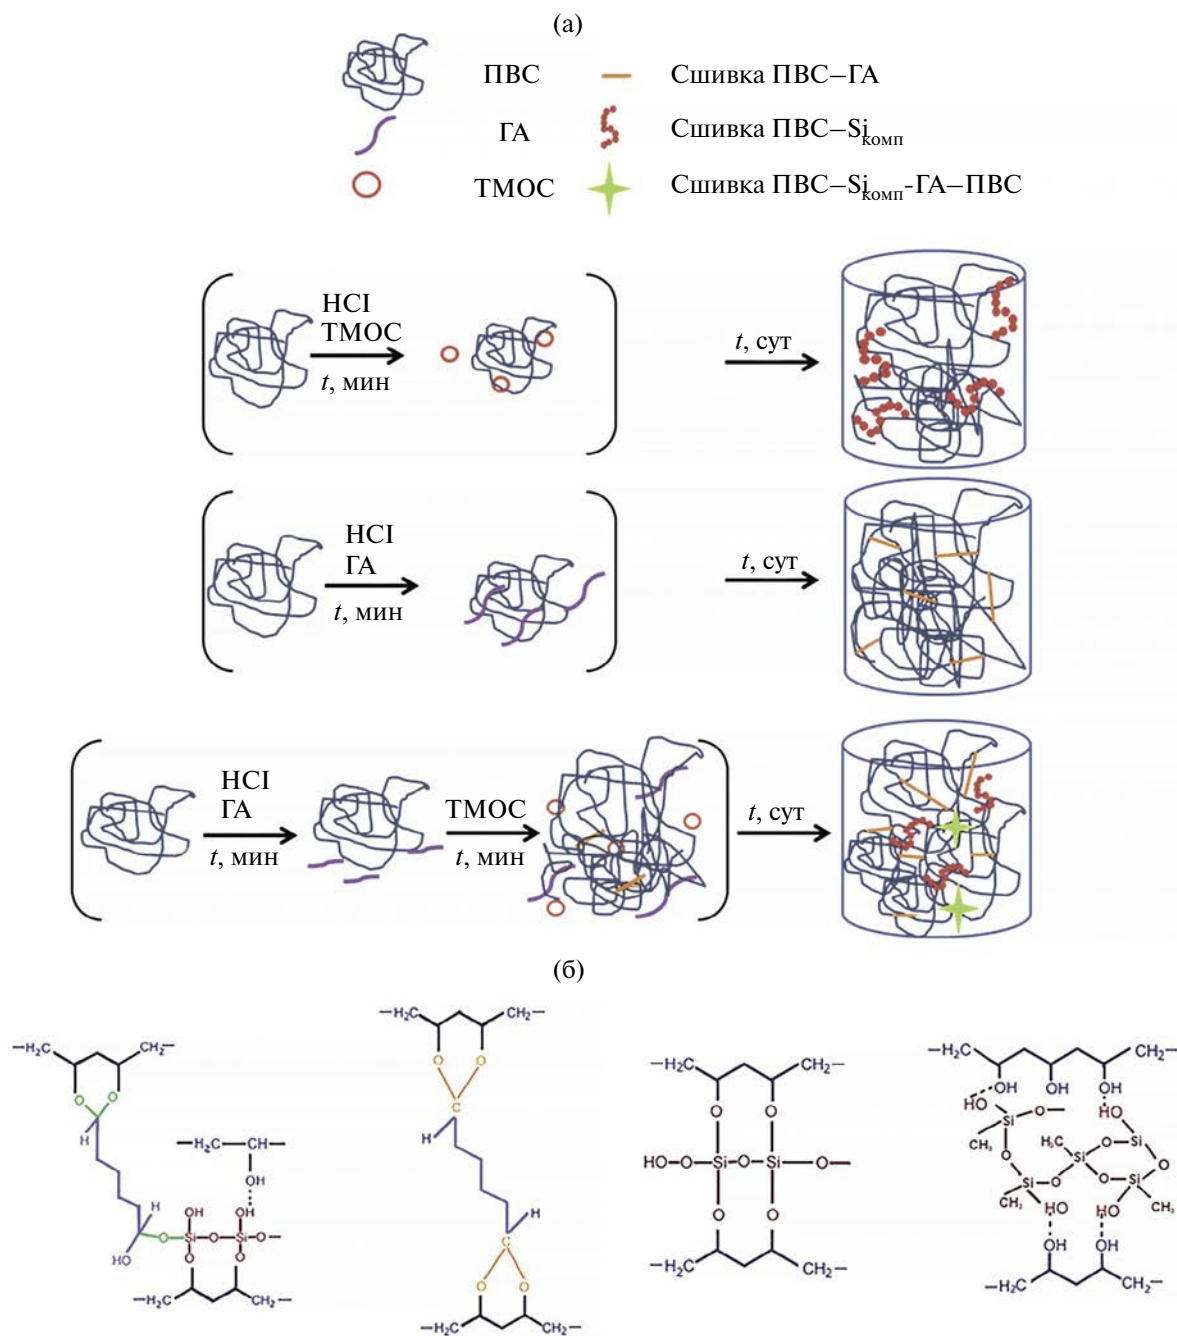 (а)
ПВС
Сшивка ПВС–ГА
ГА
Сшивка ПВС–Siкомп
ТМОС
Сшивка ПВС–Siкомп-ГА–ПВС
HCl
ТМОС
t, мин
t, сут
HCl
ГА
t, мин
t, сут
HCl
ГА
t, мин
ТМОС
t, мин
t, сут
(б)
—H2C
CH2—
O
O
H
—H2C—CH—
OH
H
HO
O
OH
OH
Si—O—Si—O—
O
O
—H2C
CH2—
—H2C
CH2—
O
O
C
H
H
C
O
O
—H2C
CH2—
—H2C
CH2—
O
O
HO—O—Si—O—Si—O—
O
O
—H2C
CH2—
—H2C
CH2—
OH
OH
OH
HO
HO
Si
O—
CH3
O
H3C
Si
O
Si
O
Si
O
O
Si
CH3
CH3
HO
HO
OH
OH
—H2C
CH2—